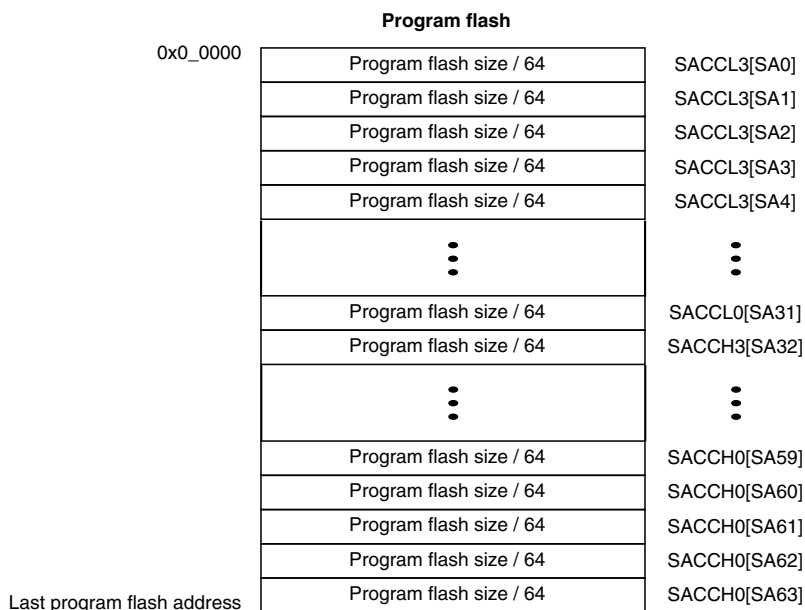 Program flash
0x0_0000
Program flash size / 64 SACCL3[SA0]
Program flash size / 64 SACCL3[SA1]
Program flash size / 64 SACCL3[SA2]
Program flash size / 64 SACCL3[SA3]
Program flash size / 64 SACCL3[SA4]
Program flash size / 64 SACCL0[SA31]
Program flash size / 64 SACCH3[SA32]
Program flash size / 64 SACCH0[SA59]
Program flash size / 64 SACCH0[SA60]
Program flash size / 64 SACCH0[SA61]
Program flash size / 64 SACCH0[SA62]
Program flash size / 64 SACCH0[SA63]
Last program flash address